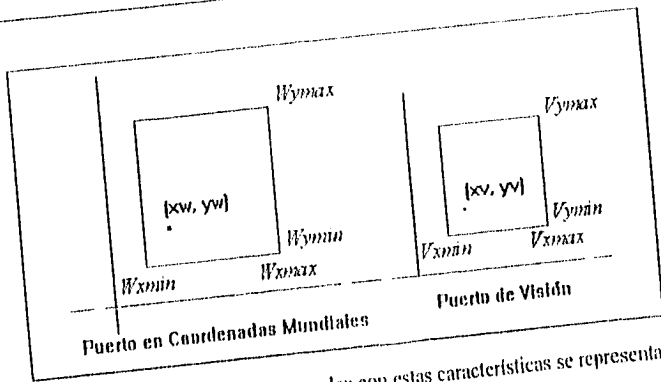 Wymax
Vymax
(xw, yw)
(xv, yv)
Wymin
Vymin
Wxmin
Wxmax
Vxmin
Vxmax
Puerto en Coordenadas Mundiales
Puerto de Visión
con estas características se representa